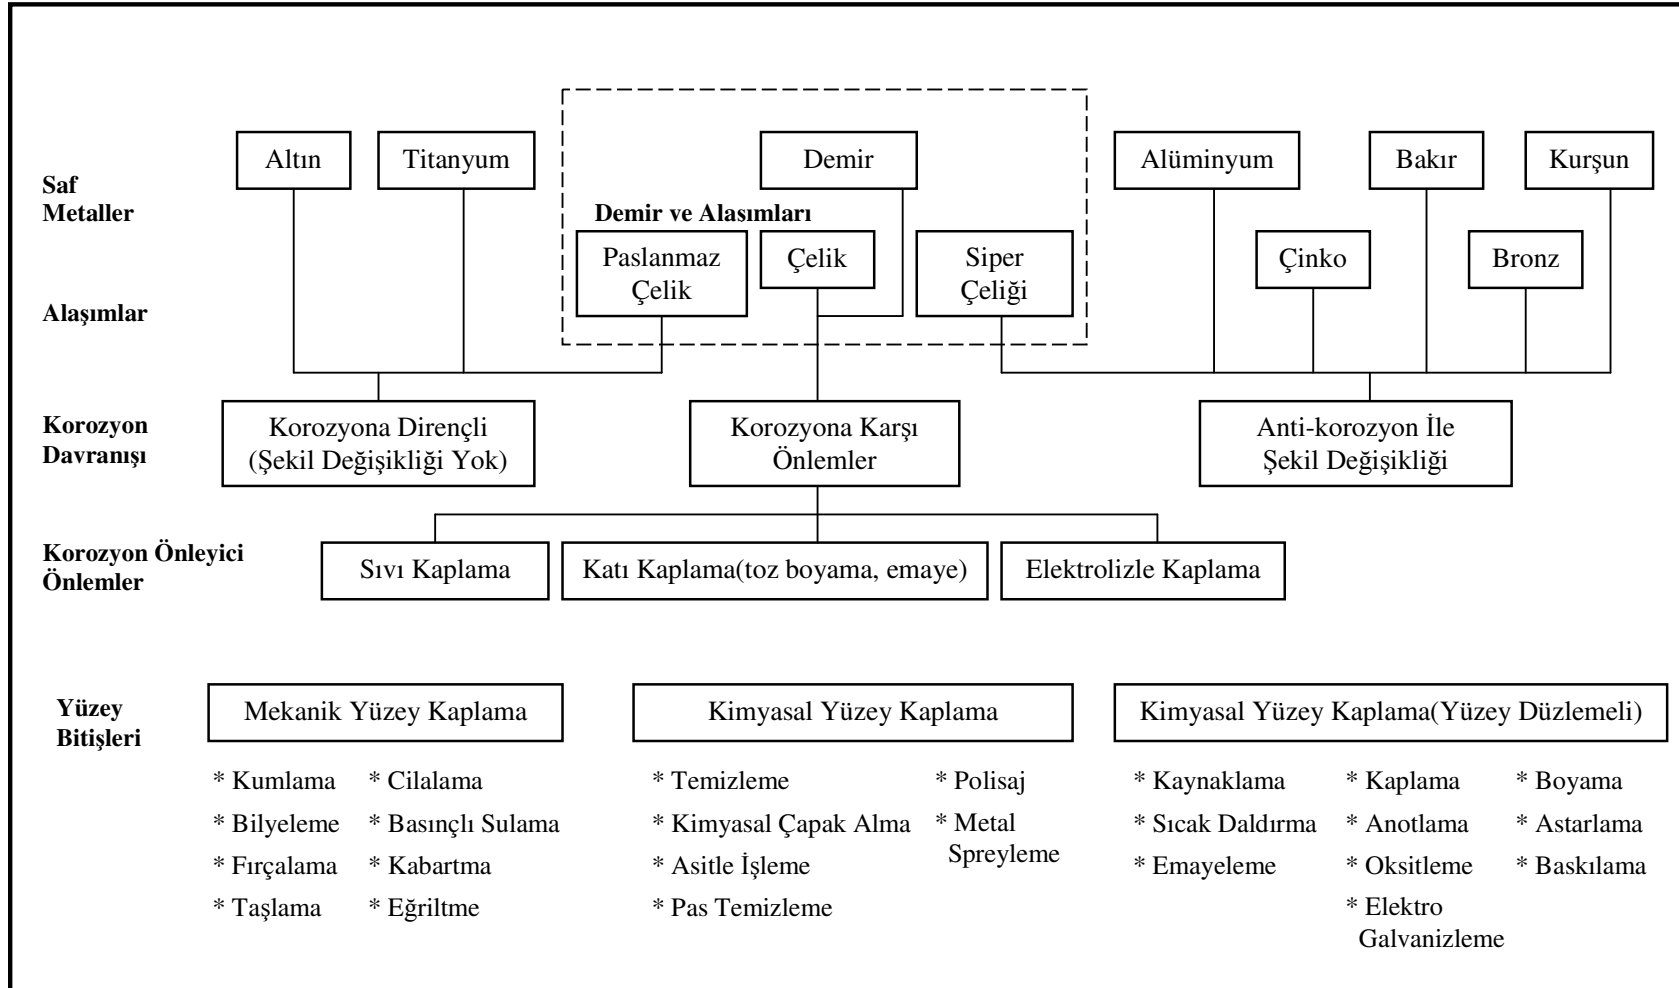 Saf
Metaller
Altın
Titanyum
Demir
Alüminyum
Bakır
Kurşun
Demir ve Alasımları
Alaşımlar
Paslanmaz
Çelik
Çelik
Siper
Çeliği
Çinko
Bronz
Korozyon
Davranışı
Korozyona Dirençli
(Şekil Değişikliği Yok)
Korozyona Karşı
Önlemler
Anti-korozyon İle
Şekil Değişikliği
Korozyon Önleyici
Önlemler
Sıvı Kaplama
Katı Kaplama(toz boyama, emaye)
Elektrolizle Kaplama
Yüzey
Bitişleri
Mekanik Yüzey Kaplama
* Kumlama
* Bilyeleme
* Fırçalama
* Taşlama
* Cilalama
* Basınçlı Sulama
* Kabartma
* Eğriltme
Kimyasal Yüzey Kaplama
* Temizleme
* Kimyasal Çapak Alma
* Asitle İşleme
* Pas Temizleme
* Polisaj
* Metal
Spreyleme
Kimyasal Yüzey Kaplama(Yüzey Düzlemeli)
* Kaynaklama
* Sıcak Daldırma
* Emayeleme
* Kaplama
* Anotlama
* Oksitleme
* Elektro
Galvanizleme
* Boyama
* Astarlama
* Baskılama